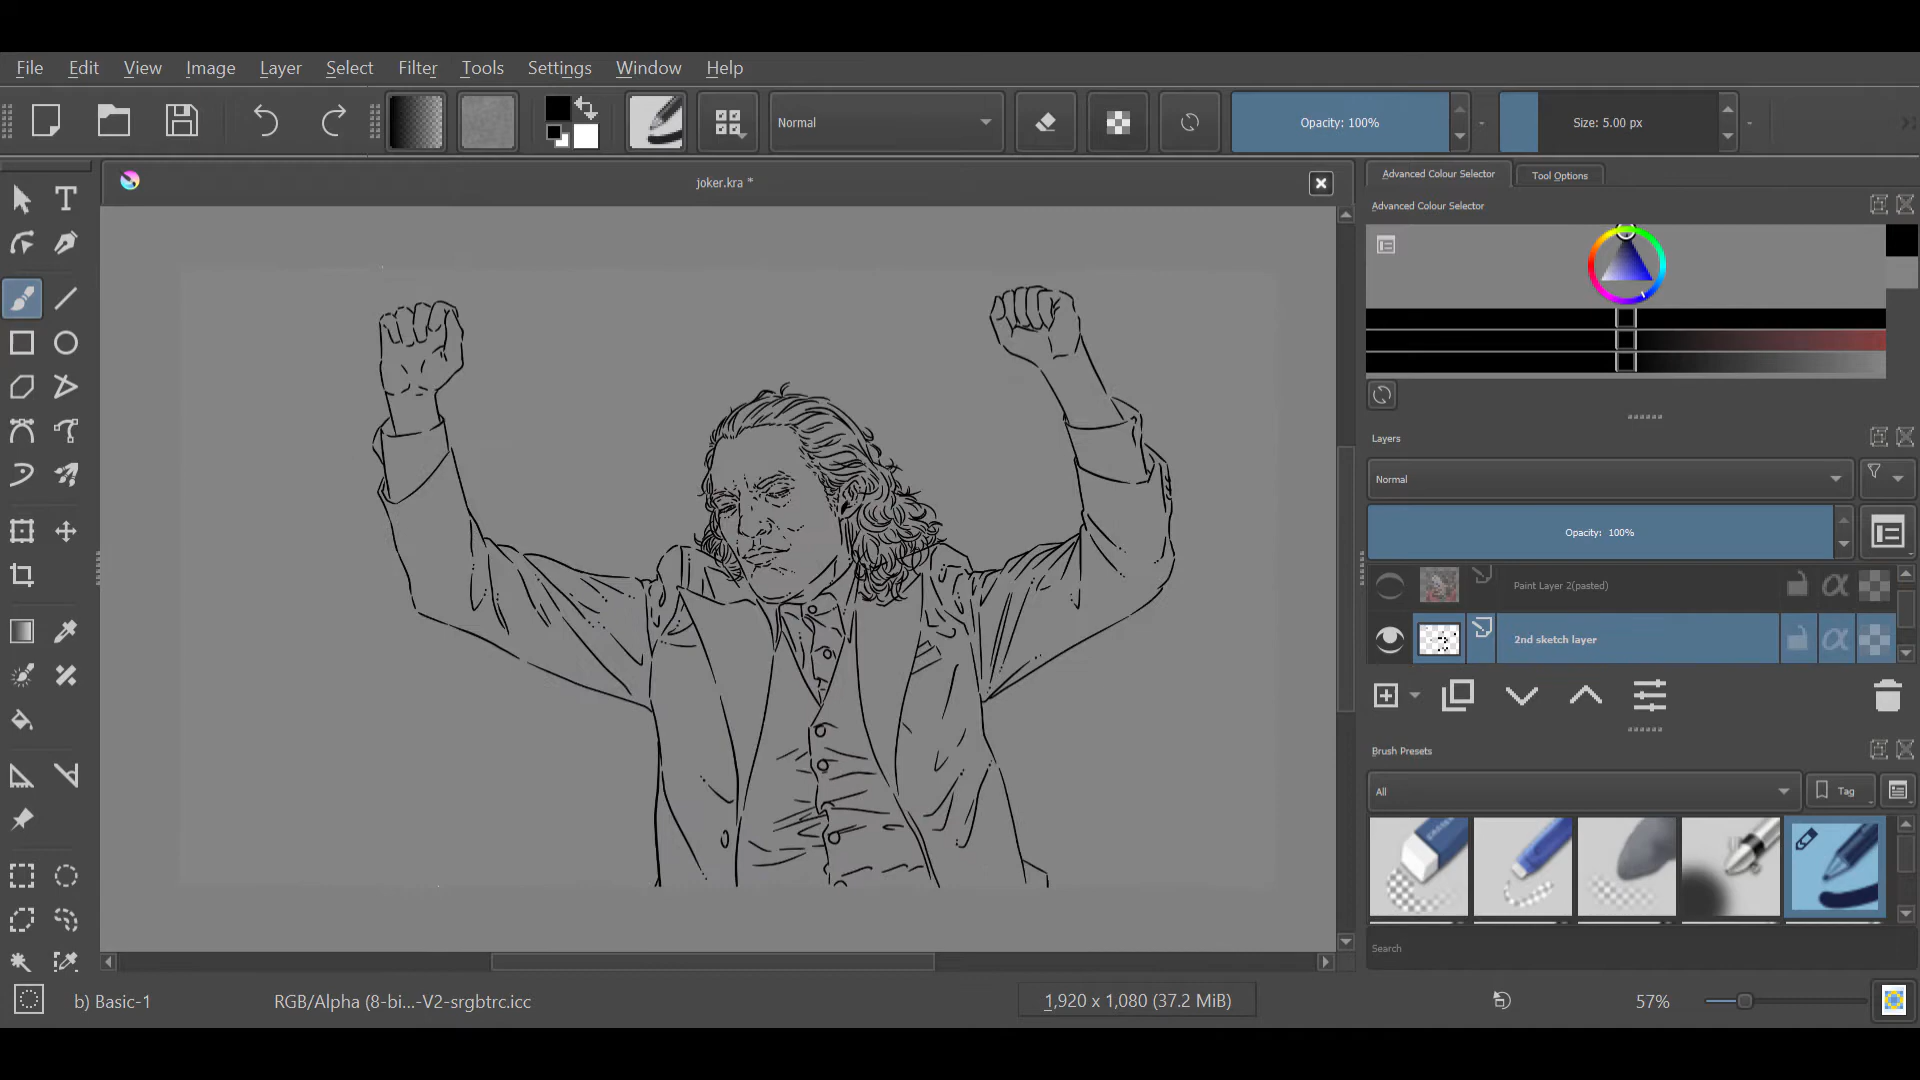 File Edit View Image Layer Select Filter Tools Settings Window Help
Normal Opacity: 100% Size: 5.00 px
joker.kra *
Advanced Colour Selector Tool Options
Advanced Colour Selector
Layers
Normal
Opacity: 100%
Paint Layer 2(pasted)
2nd sketch layer
Brush Presets
All Tag
Search
b) Basic-1 RGB/Alpha (8-bi...-V2-srgbtrc.icc 1,920 x 1,080 (37.2 MiB) 57%